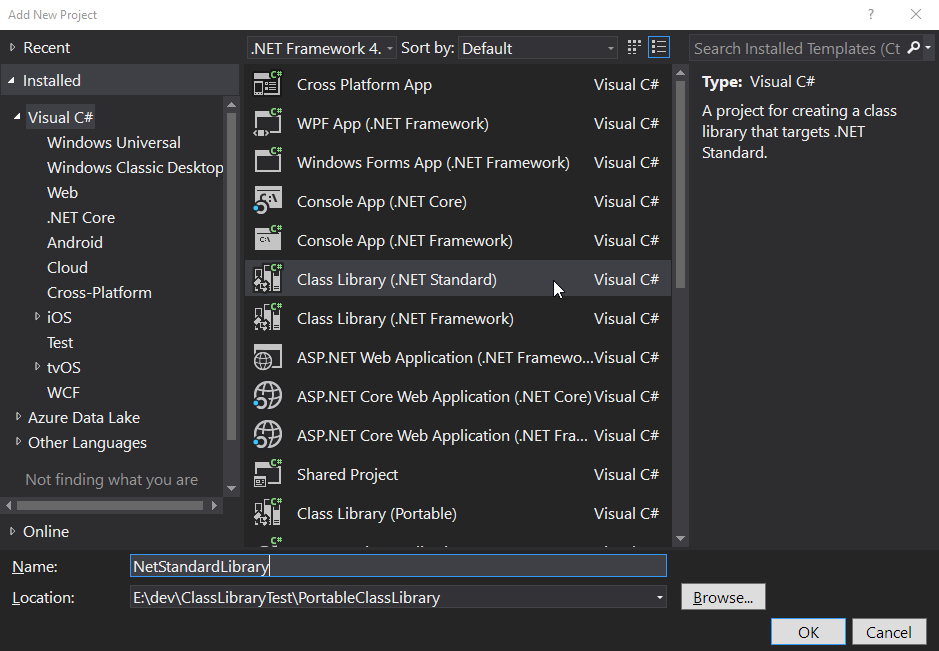 Add New Project
?
Recent
Installed
Visual C#
Windows Universal
Windows Classic Desktop
Web
.NET Core
Android
Cloud
Cross-Platform
iOS
Test
tvOS
WCF
Azure Data Lake
Other Languages
Not finding what you are
Online
.NET Framework 4. Sort by: Default
Cross Platform App Visual C#
WPF App (.NET Framework) Visual C#
Windows Forms App (.NET Framework) Visual C#
Console App (.NET Core) Visual C#
Console App (.NET Framework) Visual C#
Class Library (.NET Standard) Visual C#
Class Library (.NET Framework) Visual C#
ASP.NET Web Application (.NET Framewo... Visual C#
ASP.NET Core Web Application (.NET Core) Visual C#
ASP.NET Core Web Application (.NET Fra... Visual C#
Shared Project Visual C#
Class Library (Portable) Visual C#
Search Installed Templates (Ct
Type: Visual C#
A project for creating a class
library that targets .NET
Standard.
Name: NetStandardLibrary
Location: E:\dev\ClassLibraryTest\PortableClassLibrary
Browse...
OK Cancel